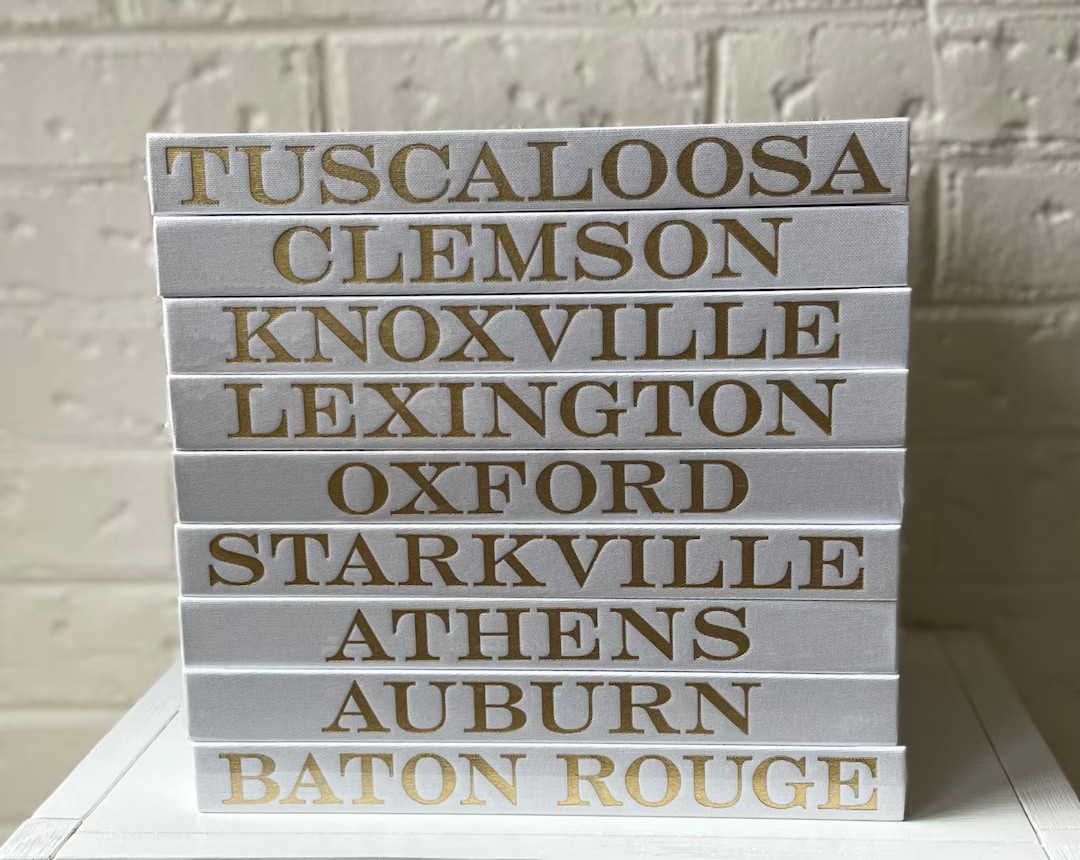 TUSCALOOSA
CLEMSON
KNOXVILLE
LEXINGTON
OXFORD
STARKVILLE
ATHENS
AUBURN
BATON ROUGE